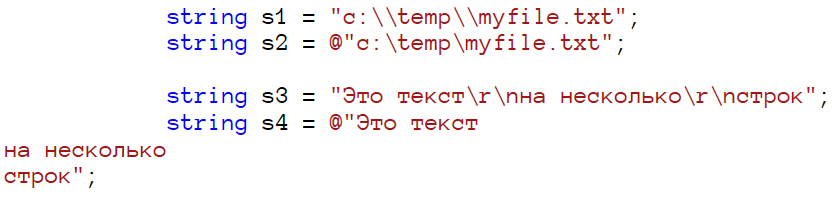 string s1 = "c:\\temp\\myfile.txt";
string s2 = @"c:\temp\myfile.txt";
string s3 = "Это текст\r\nна несколько\r\nстрок";
string s4 = @"Это текст
на несколько
строк";